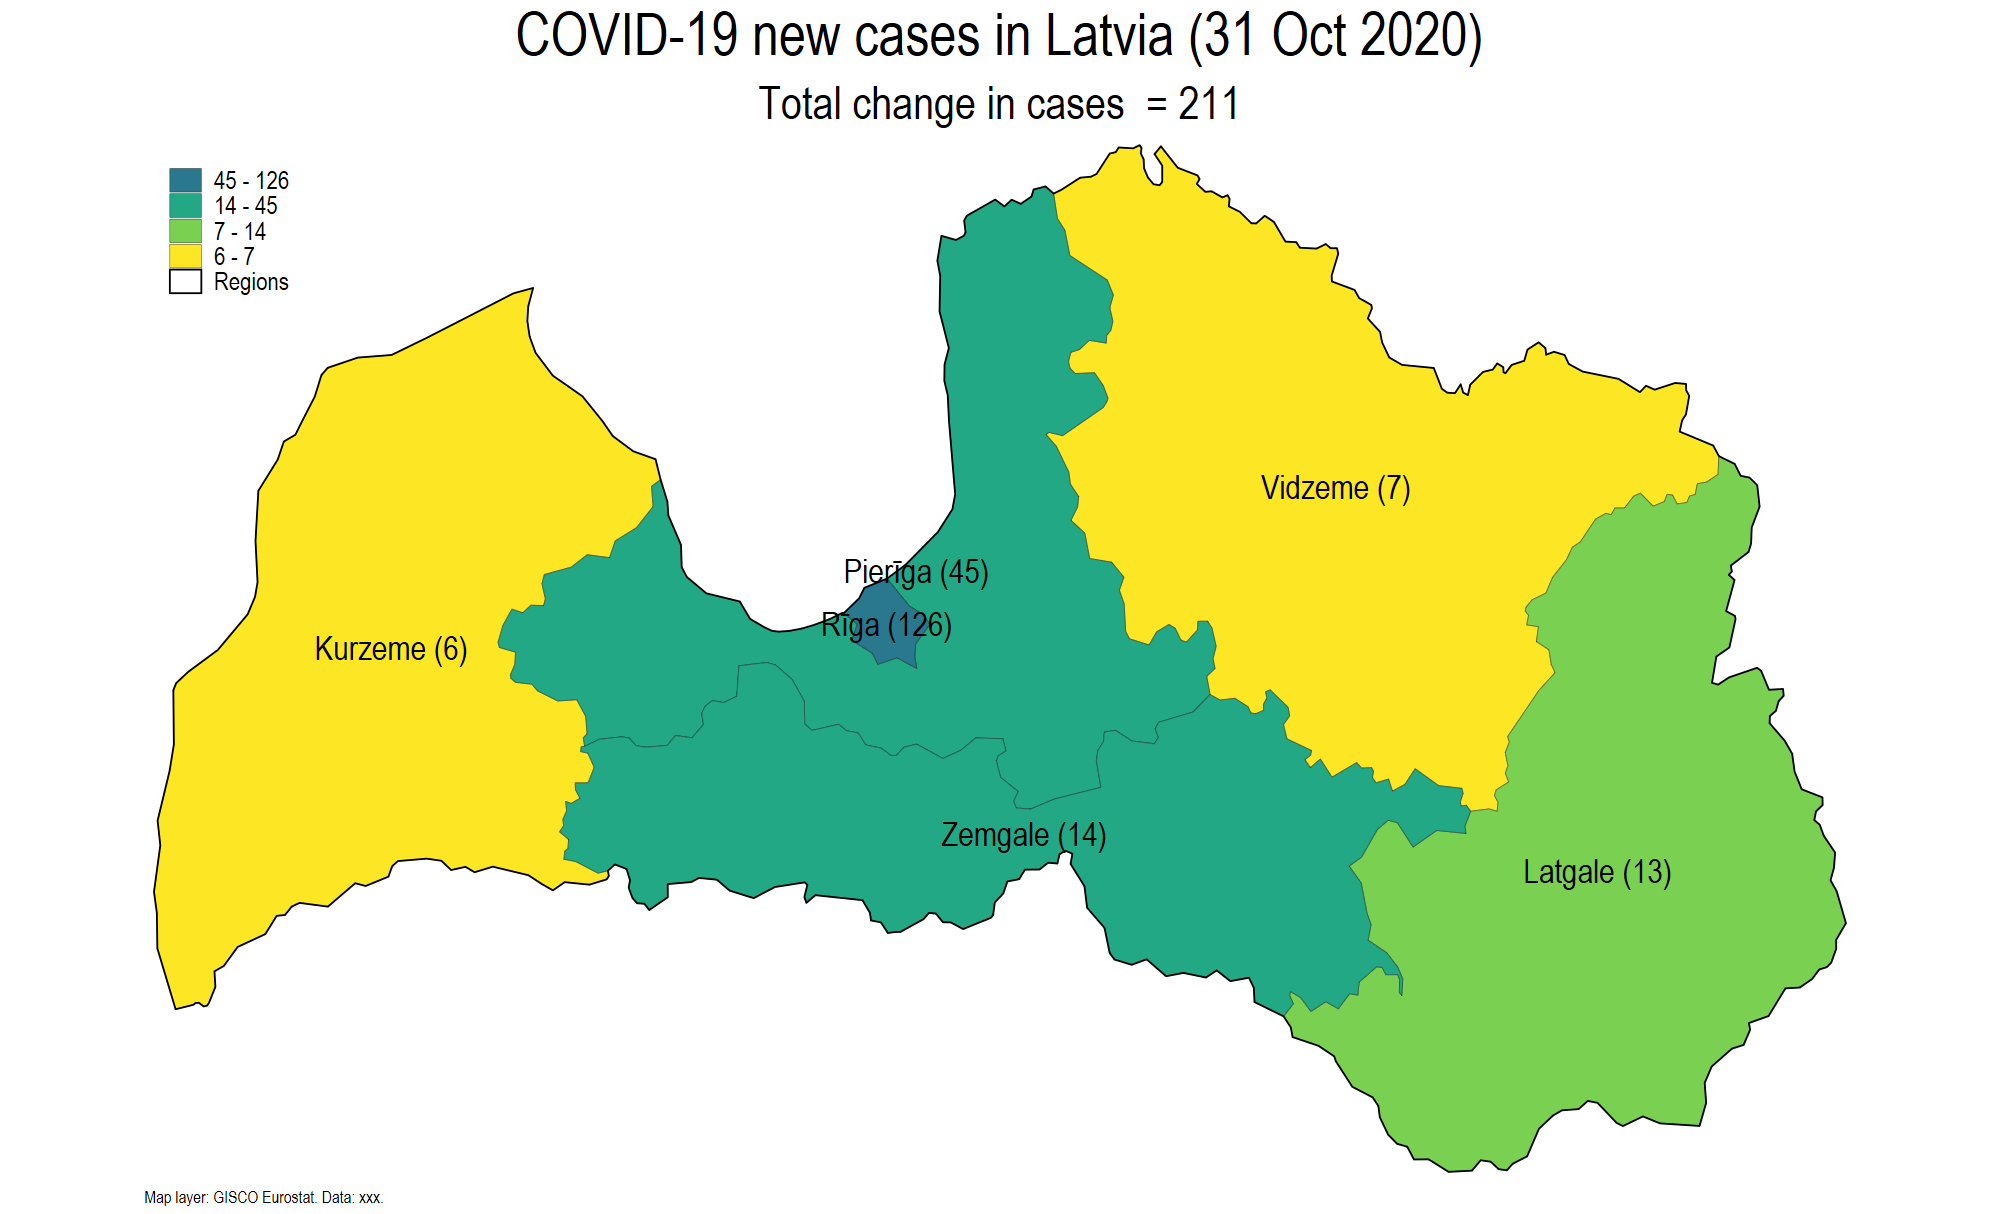 COVID-19 new cases in Latvia (31 Oct 2020)
Total change in cases = 211
45 - 126
14 - 45
7 - 14
6 - 7
Regions
Vidzeme (7)
Pierīga (45)
Rīga (126)
Kurzeme (6)
Zemgale (14)
Latgale (13)
Map layer: GISCO Eurostat. Data: xxx.